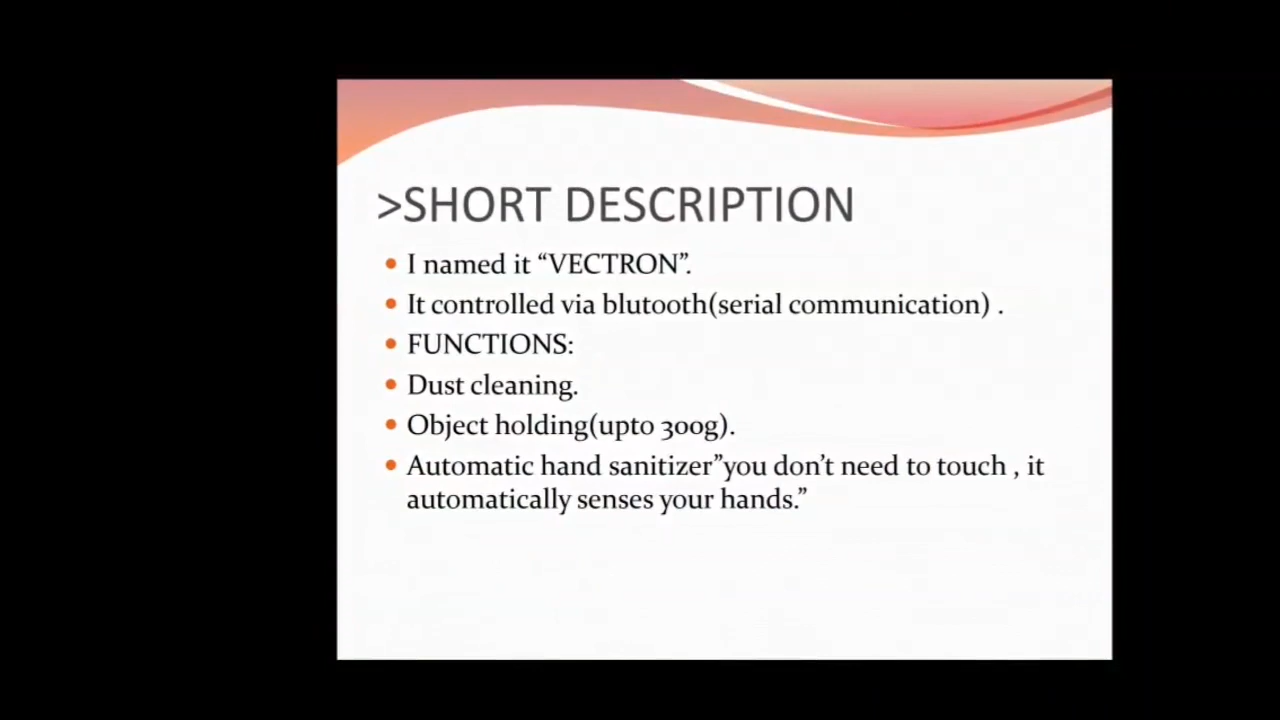 >SHORT DESCRIPTION
I named it “VECTRON”.
It controlled via blutooth(serial communication) .
FUNCTIONS:
Dust cleaning.
Object holding(upto 300g).
Automatic hand sanitizer”you don’t need to touch , it
automatically senses your hands.”